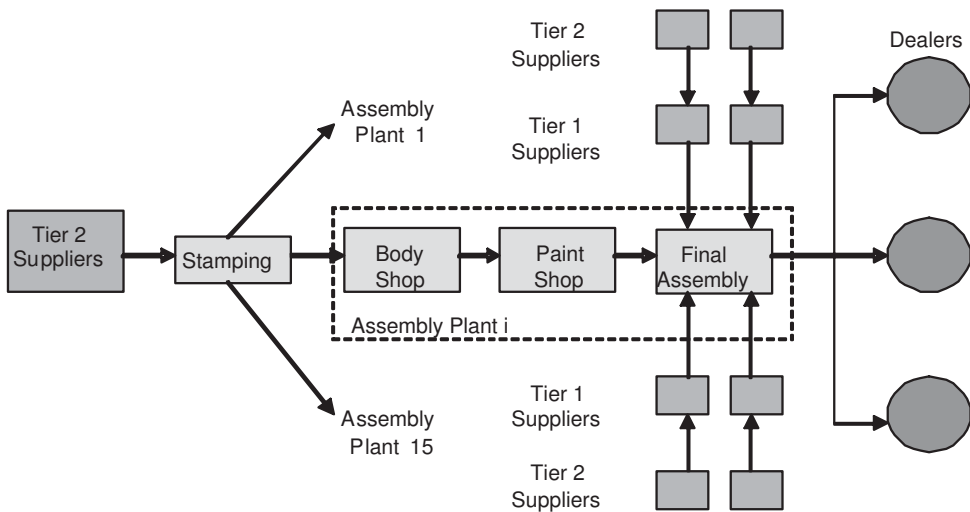 Tier 2
Suppliers
Dealers
Assembly
Plant 1
Tier 1
Suppliers
Tier 2
Suppliers
Stamping
Body
Shop
Paint
Shop
Final
Assembly
Assembly Plant i
Tier 1
Suppliers
Assembly
Plant 15
Tier 2
Suppliers